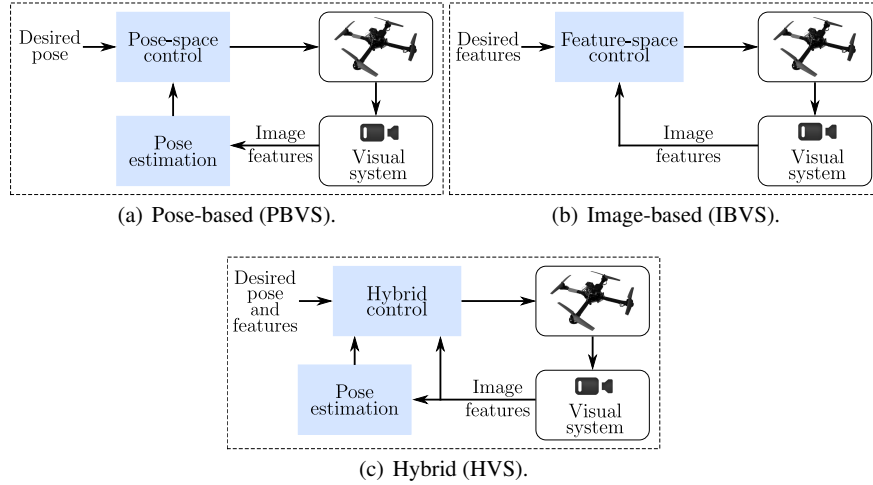 Desired
pose
Pose-space
control
Pose
estimation
Image
features
Visual
system
(a) Pose-based (PBVS).
Desired
features
Feature-space
control
Image
features
Visual
system
(b) Image-based (IBVS).
Desired
pose
and
features
Hybrid
control
Pose
estimation
Image
features
Visual
system
(c) Hybrid (HVS).